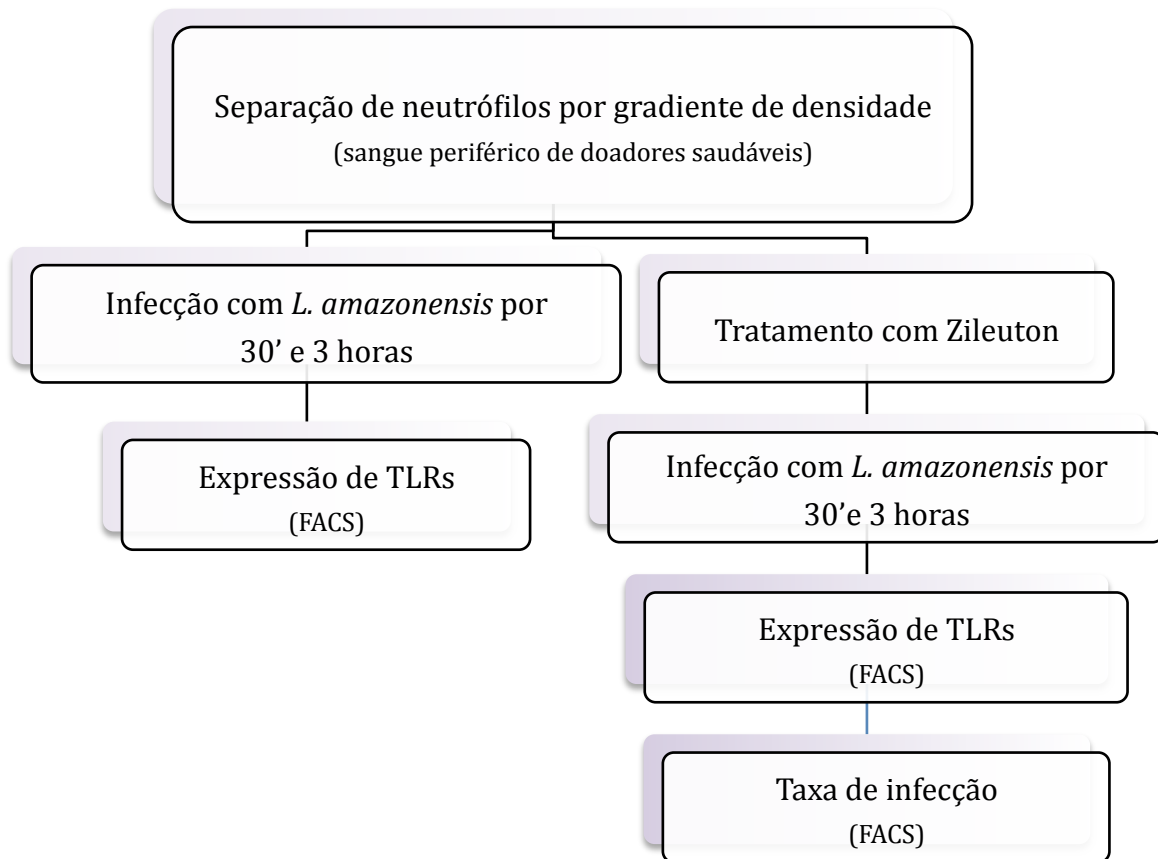 Separação de neutrófilos por gradiente de densidade
(sangue periférico de doadores saudáveis)
Infecção com L. amazonensis por
30’ e 3 horas
Expressão de TLRs
(FACS)
Tratamento com Zileuton
Infecção com L. amazonensis por
30’e 3 horas
Expressão de TLRs
(FACS)
Taxa de infecção
(FACS)